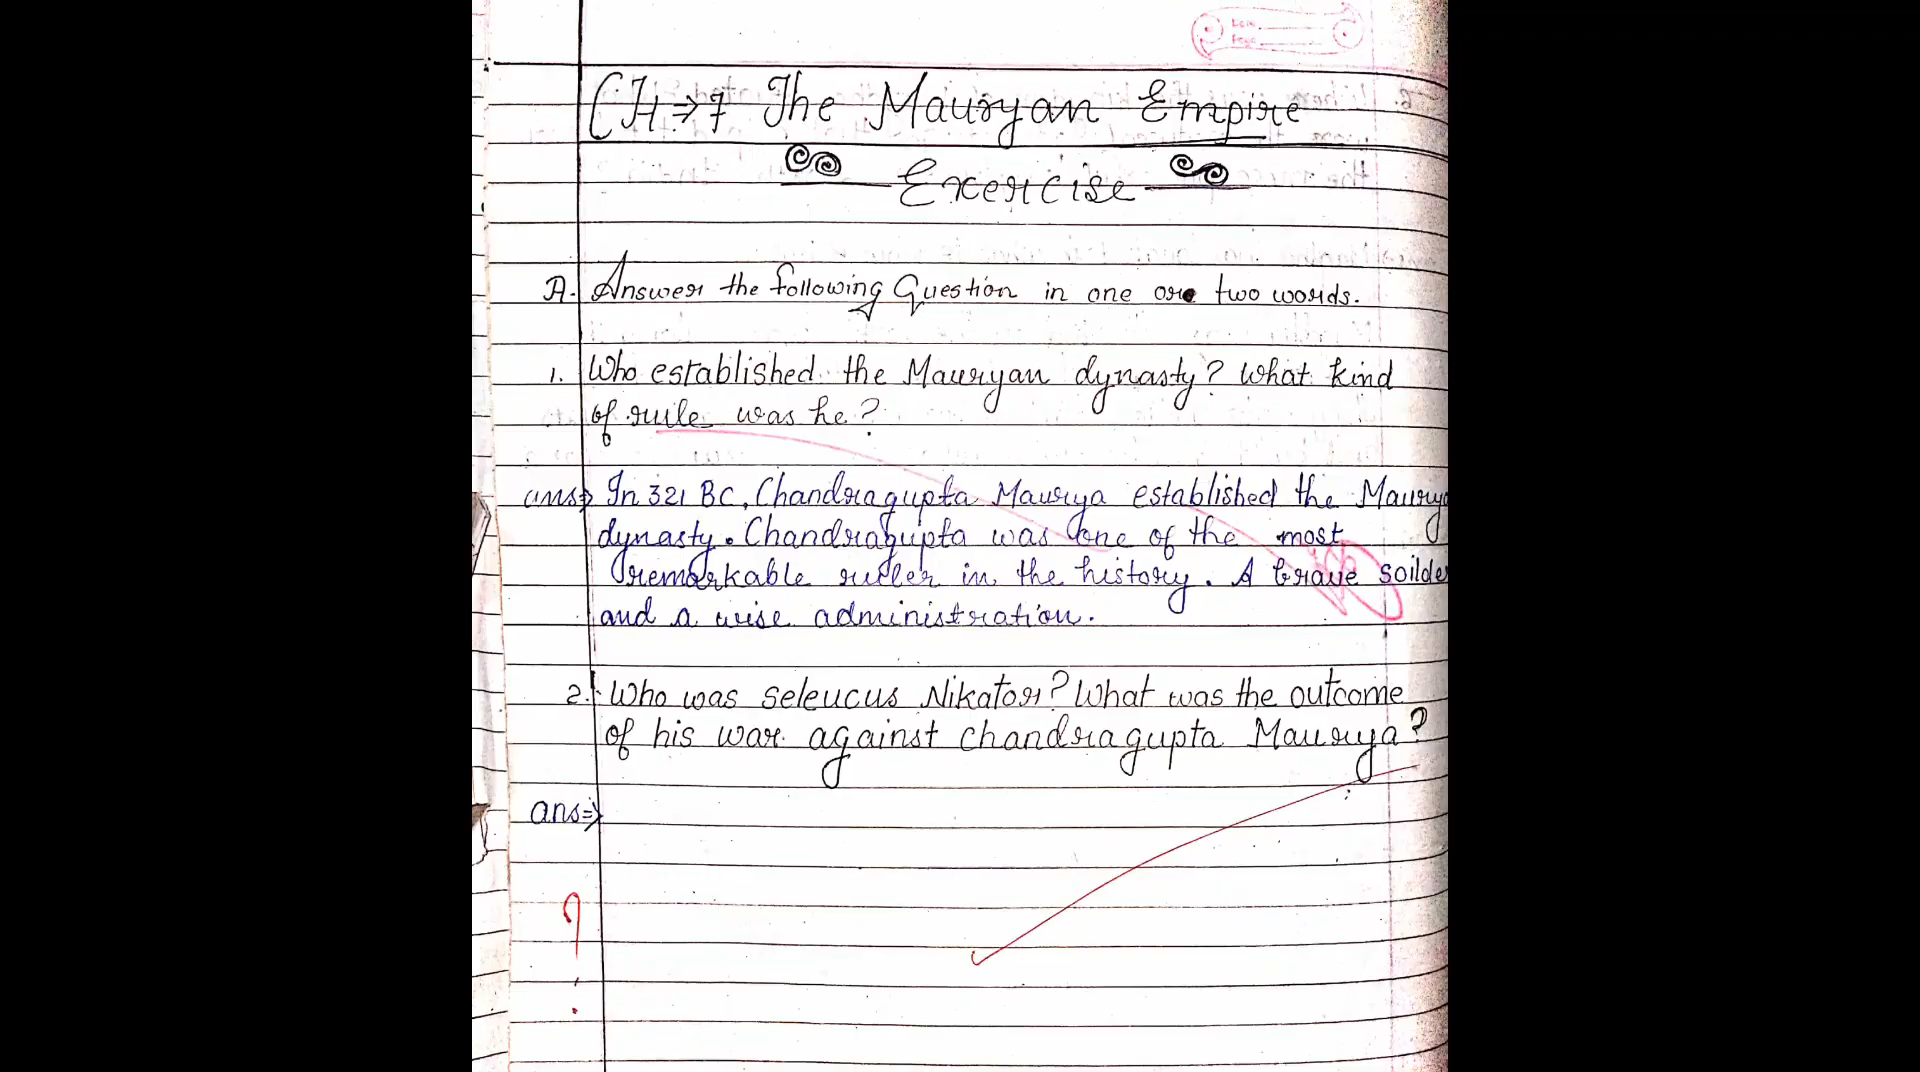 CH⇒7 The Mauryan Empire
Exercise
A. Answer the following Question in one or two words.
1. Who established the Mauryan dynasty? What kind
of rule was he?
ans⇒ In 321 BC, Chandragupta Maurya established the Maurya
dynasty. Chandragupta was one of the most
remarkable ruller in the history. A brave soilder
and a wise administration.
2. Who was seleucus Nikator? What was the outcome
of his war against chandragupta Maurya?
ans⇒
?